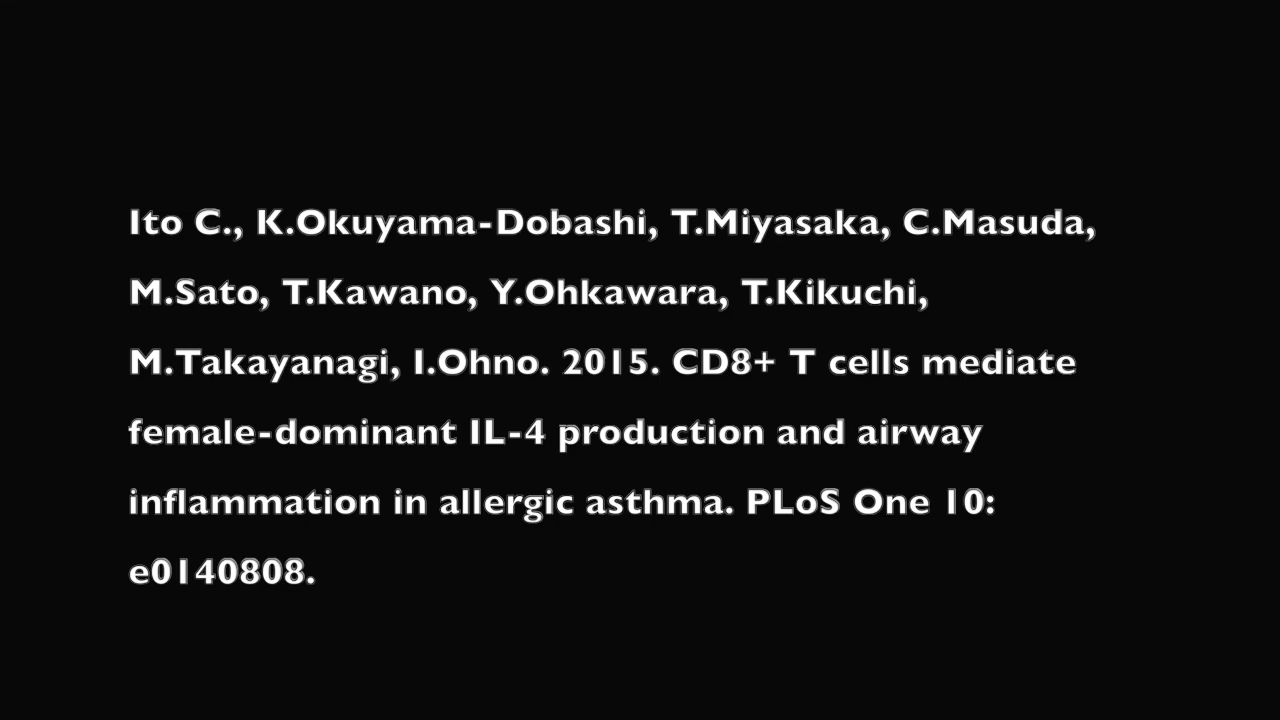 Ito C., K.Okuyama-Dobashi, T.Miyasaka, C.Masuda,
M.Sato, T.Kawano, Y.Ohkawara, T.Kikuchi,
M.Takayanagi, I.Ohno. 2015. CD8+ T cells mediate
female-dominant IL-4 production and airway
inflammation in allergic asthma. PLoS One 10:
e0140808.